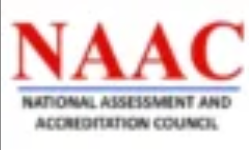 NAAC
NATIONAL ASSESSMENT AND
ACCREDITATION COUNCIL